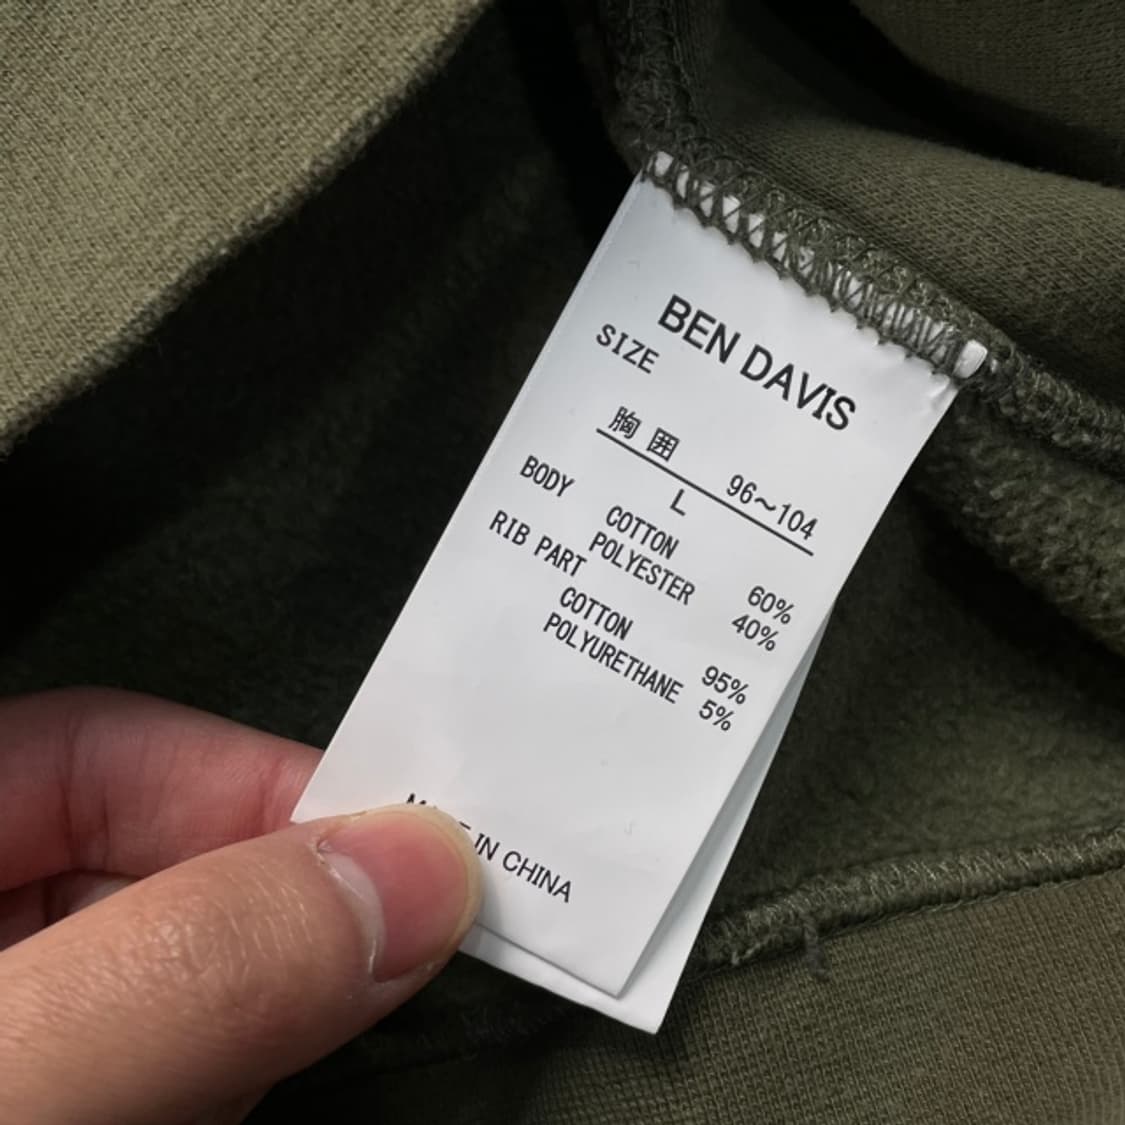 BEN DAVIS
SIZE
胸囲 96～104
L
BODY
COTTON 60%
POLYESTER 40%
RIB PART
COTTON 95%
POLYURETHANE 5%
IN CHINA